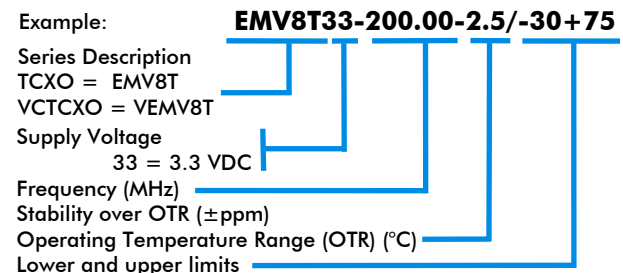 Example: EMV8T33-200.00-2.5/-30+75
Series Description
TCXO = EMV8T
VCTCXO = VEMV8T
Supply Voltage
33 = 3.3 VDC
Frequency (MHz)
Stability over OTR (±ppm)
Operating Temperature Range (OTR) (°C)
Lower and upper limits